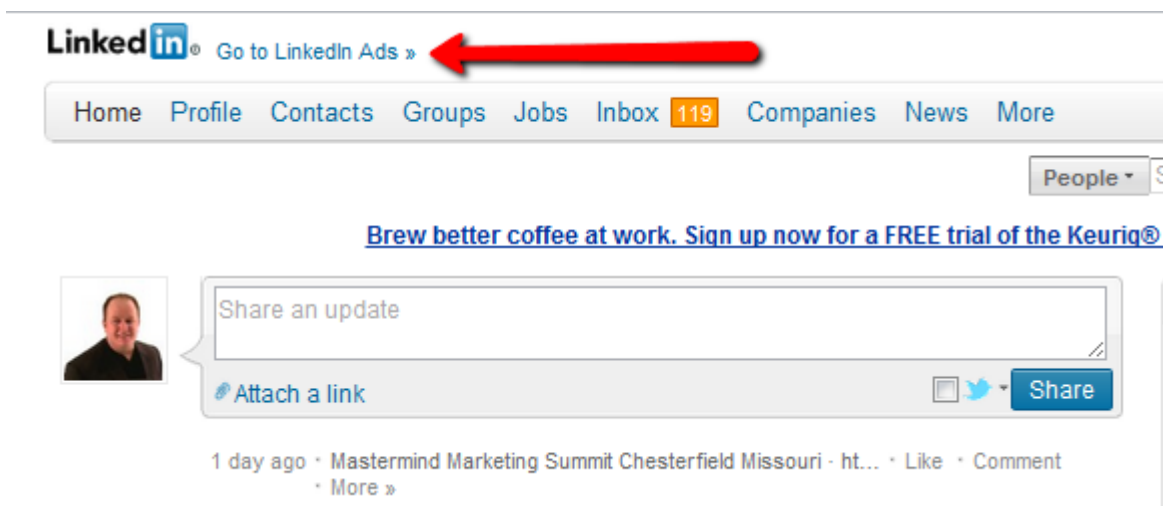 Linked in® Go to LinkedIn Ads »
Home Profile Contacts Groups Jobs Inbox 119 Companies News More
People
Brew better coffee at work. Sign up now for a FREE trial of the Keurig®
Share an update
Attach a link Share
1 day ago · Mastermind Marketing Summit Chesterfield Missouri - ht... · Like · Comment
· More »